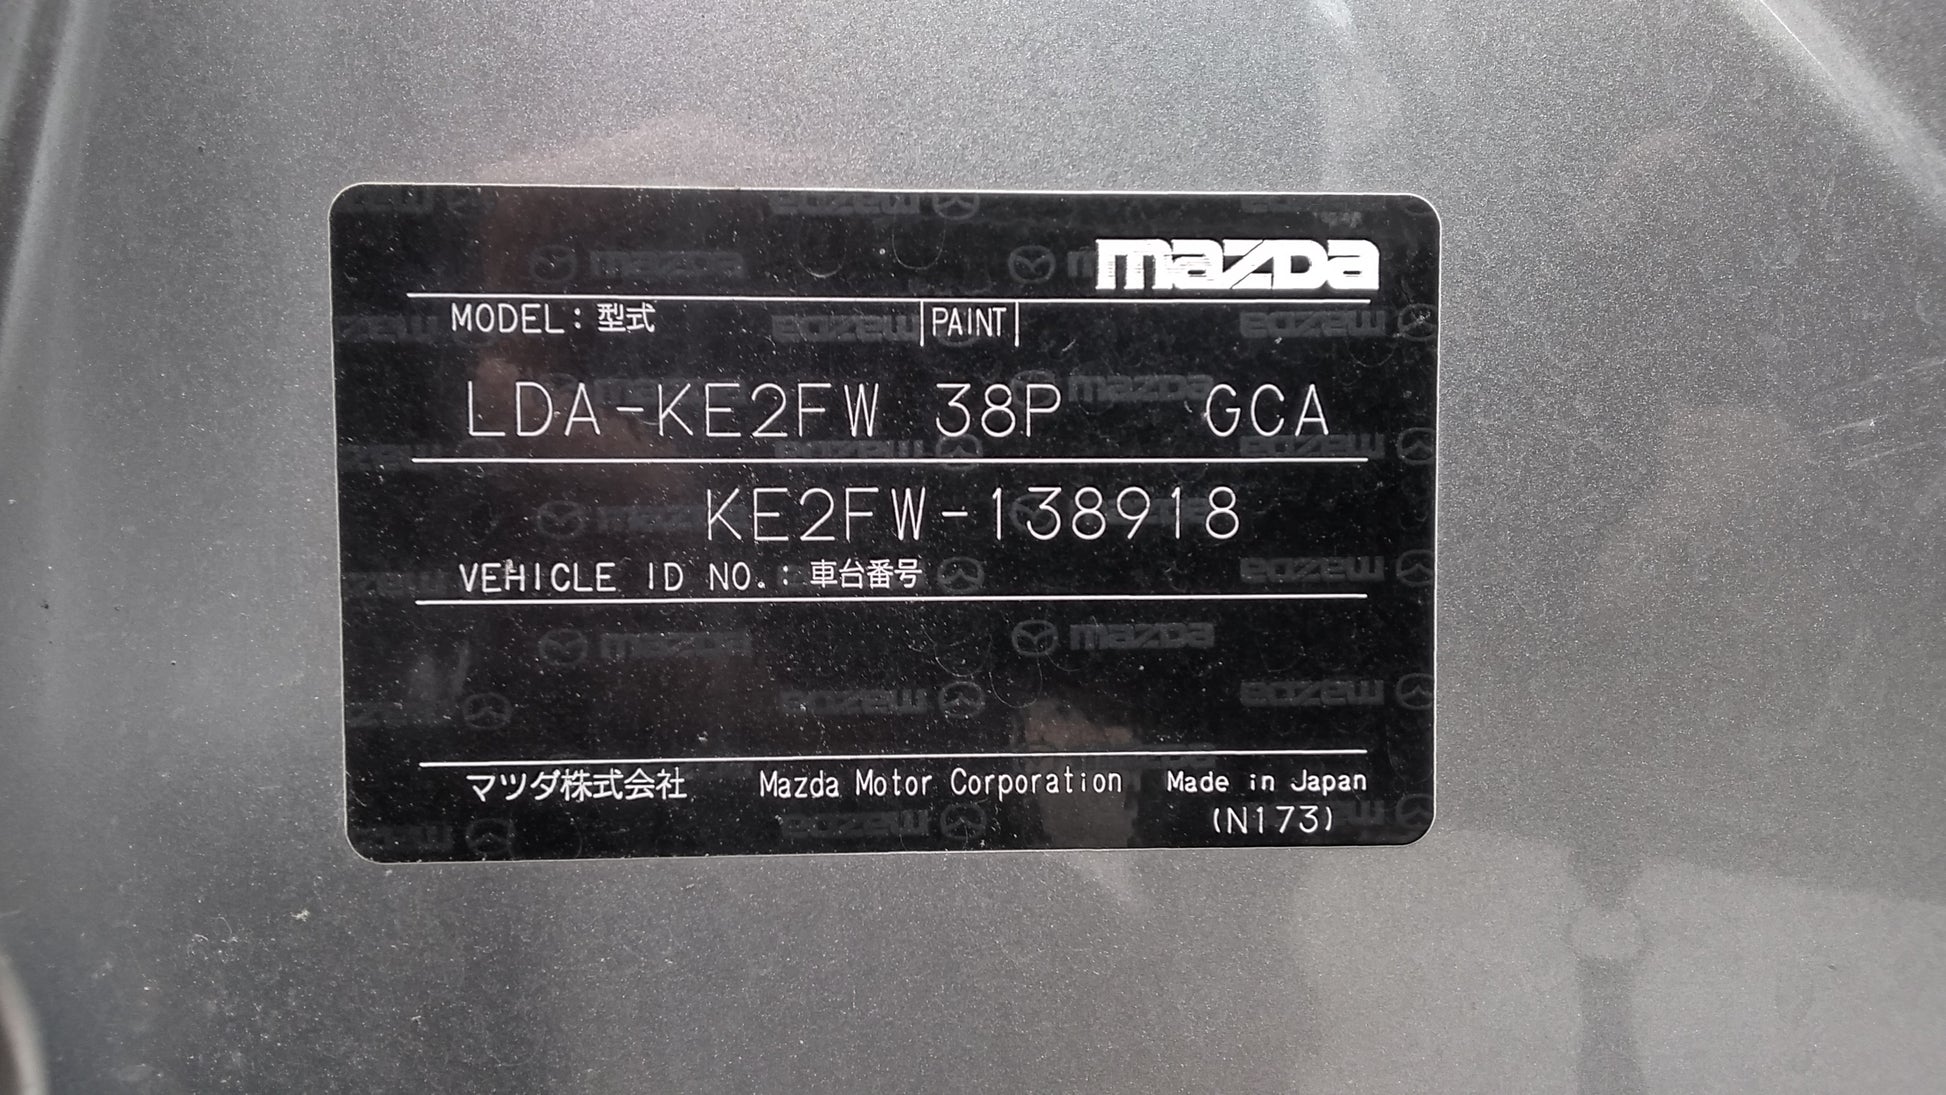 mazda
MODEL: 型式 |PAINT|
LDA-KE2FW 38P GCA
KE2FW-138918
VEHICLE ID NO.: 車台番号
マツダ株式会社 Mazda Motor Corporation Made in Japan
(N173)